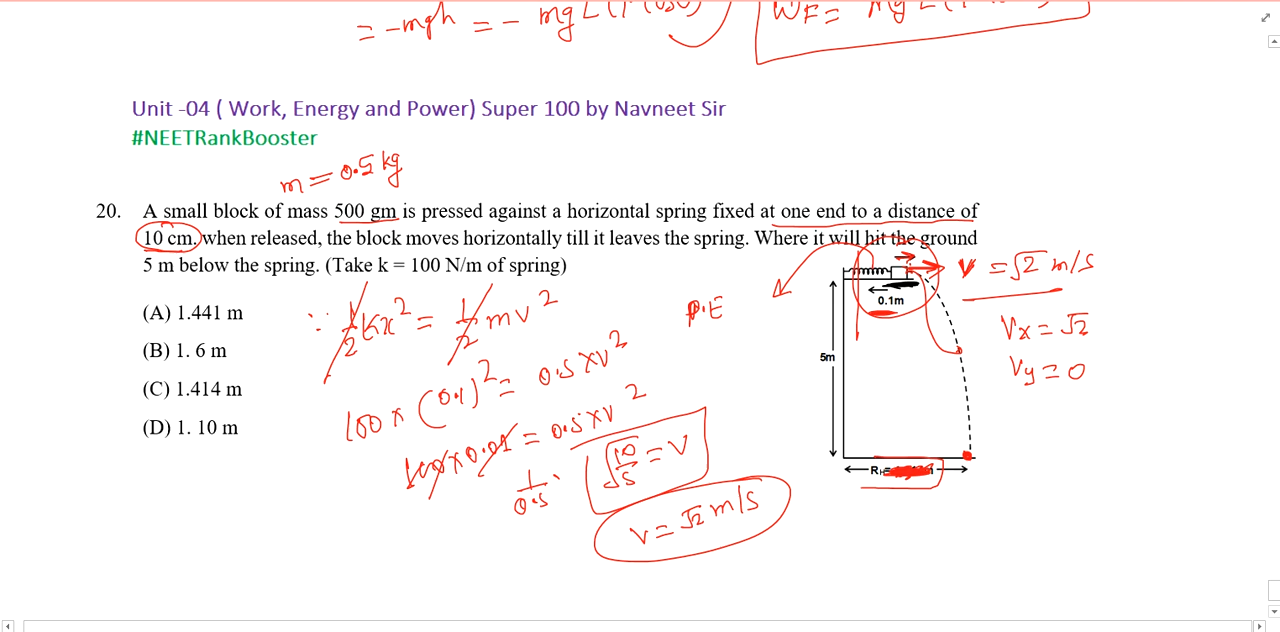 = -mgh = - mgL(1-cosθ)
WF = MgL(1
Unit -04 ( Work, Energy and Power) Super 100 by Navneet Sir
#NEETRankBooster
m = 0.5 kg
20. A small block of mass 500 gm is pressed against a horizontal spring fixed at one end to a distance of
10 cm. when released, the block moves horizontally till it leaves the spring. Where it will hit the ground
5 m below the spring. (Take k = 100 N/m of spring)
(A) 1.441 m
(B) 1. 6 m
(C) 1.414 m
(D) 1. 10 m
∵ 1/2 Kx² = 1/2 mv²
100 × (0.1)² = 0.5 × v²
100 × 0.01 = 0.5 × v²
1/0.5
√10/5 = V
V = √2 m/s
P.E
0.1m
5m
R
V = √2 m/s
Vx = √2
Vy = 0